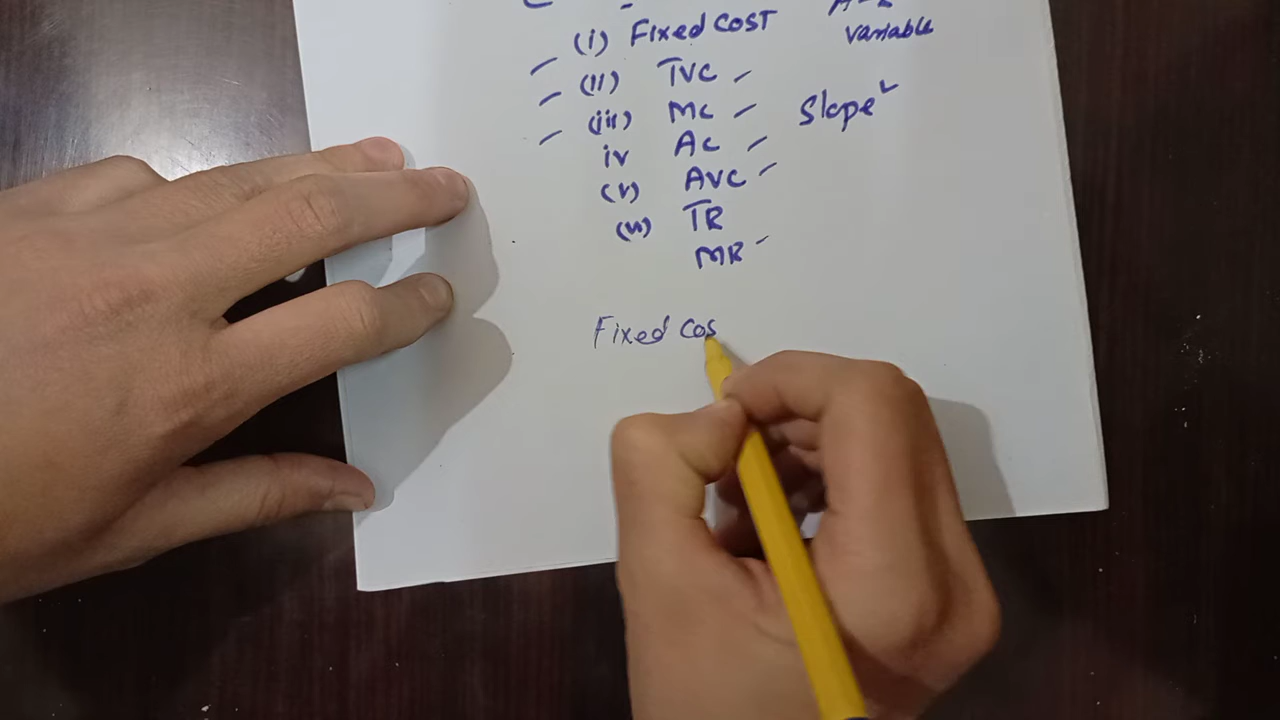 (i) Fixed COST
variable
(ii) TVC
(iii) MC
Slope
iv AC
(v) AVC
(vi) TR
MR
Fixed Cos